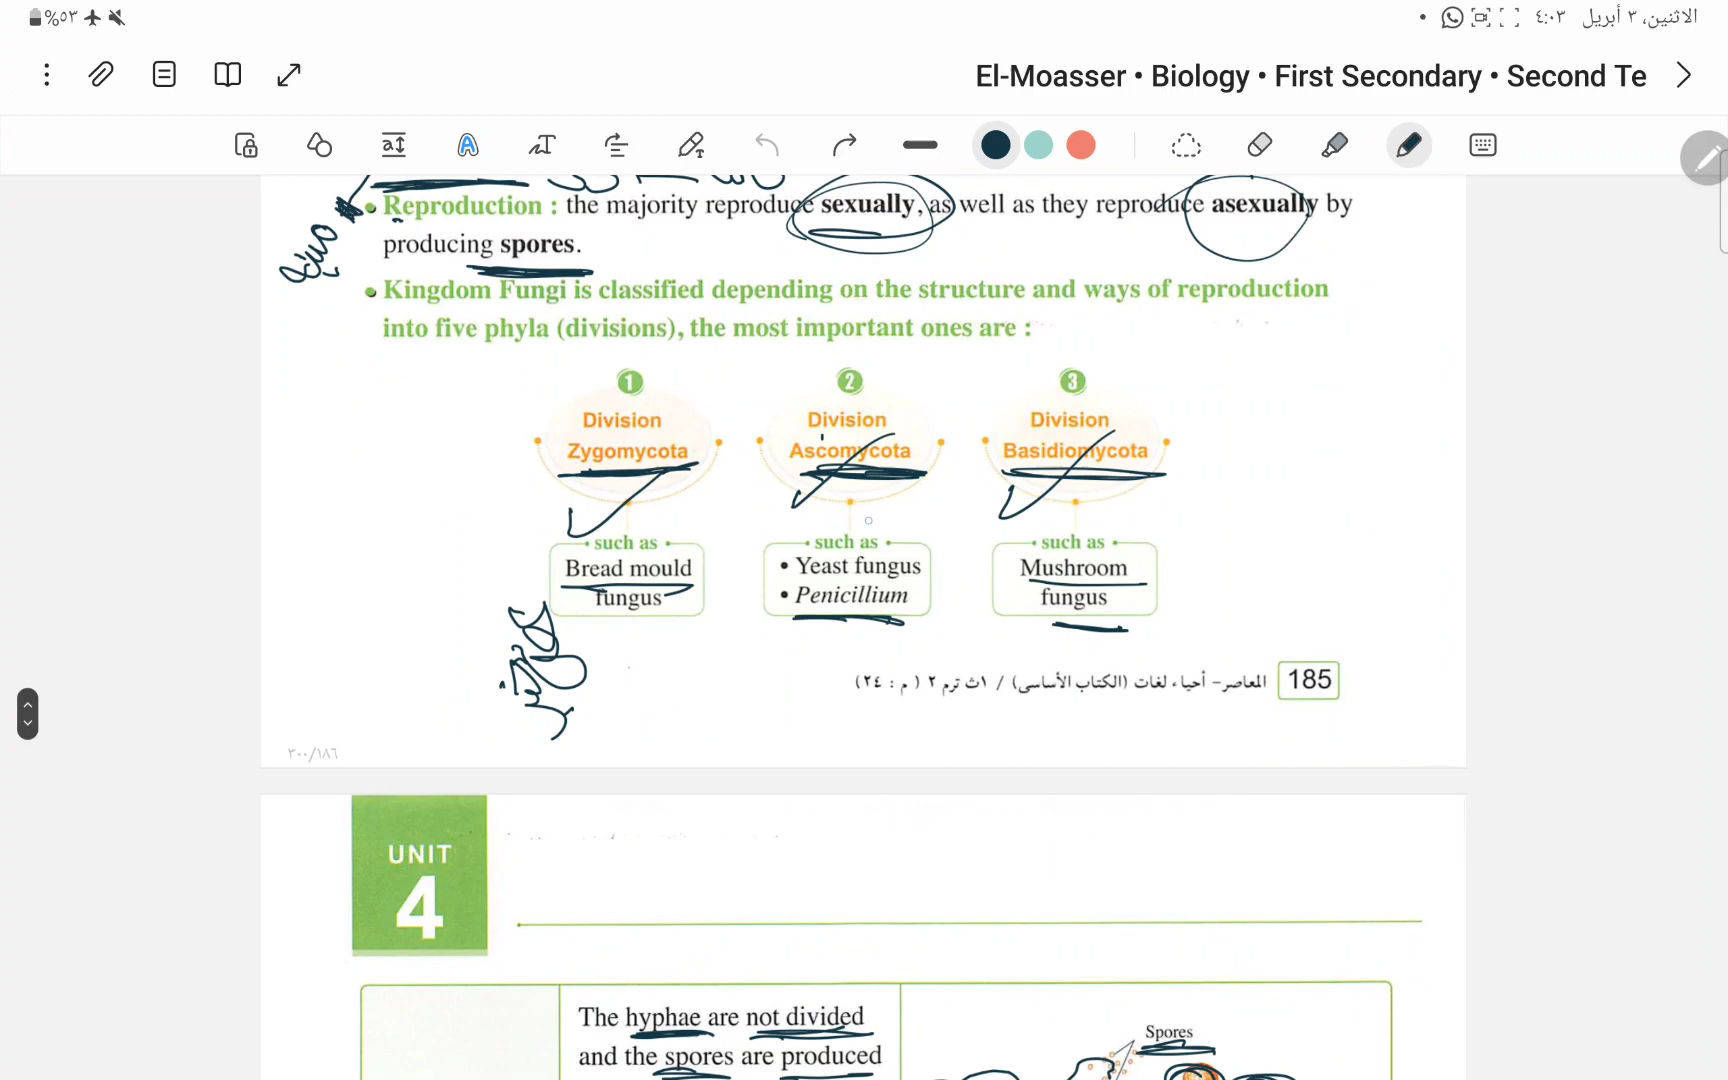 %٥٣
الاثنين، ٣ أبريل ٤:٠٣
El-Moasser • Biology • First Secondary • Second Te
• Reproduction : the majority reproduce sexually, as well as they reproduce asexually by
producing spores.
• Kingdom Fungi is classified depending on the structure and ways of reproduction
into five phyla (divisions), the most important ones are :
1
Division
Zygomycota
such as
Bread mould
fungus
2
Division
Ascomycota
such as
• Yeast fungus
• Penicillium
3
Division
Basidiomycota
such as
Mushroom
fungus
المعاصر - أحياء لغات (الكتاب الأساسى) / ١ث ترم ٢ (م : ٢٤) 185
٣٠٠/١٨٦
UNIT
4
The hyphae are not divided
and the spores are produced
Spores